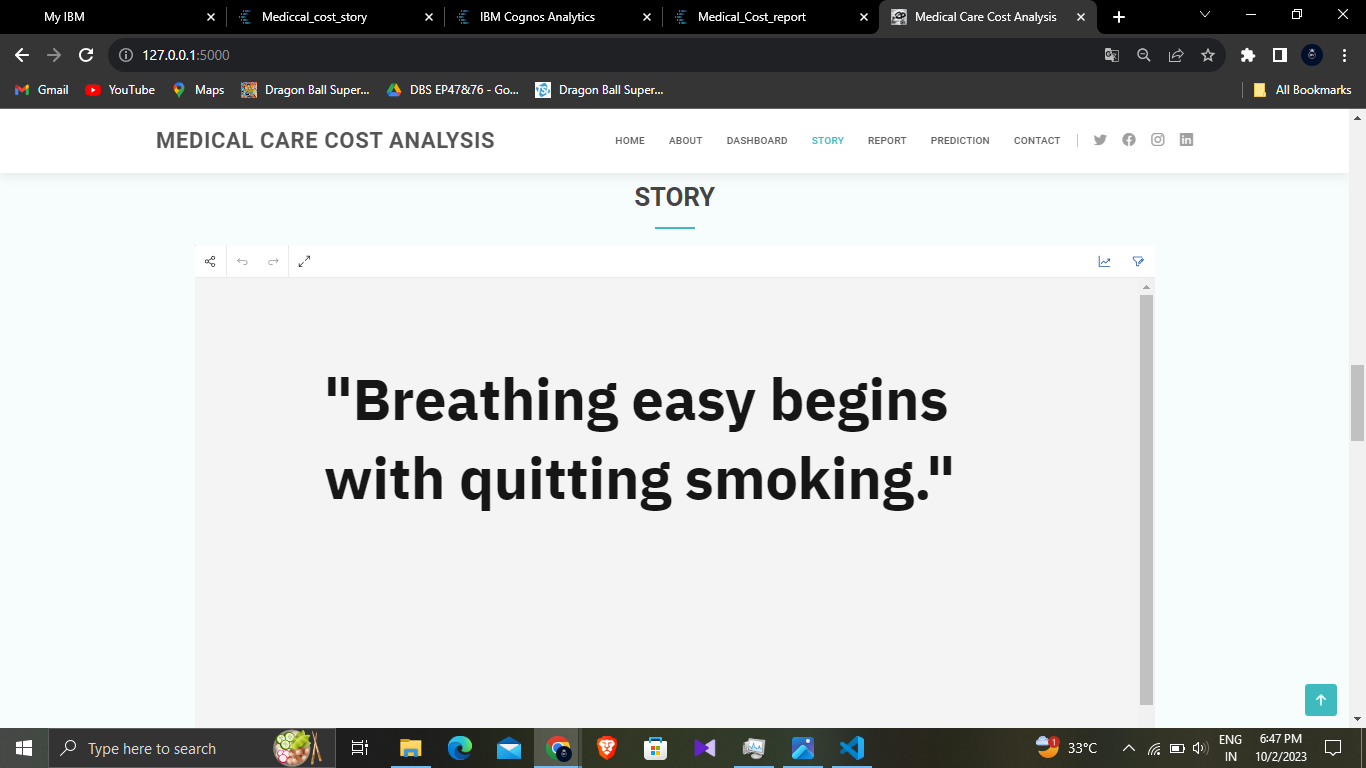 My IBM
Mediccal_cost_story
IBM Cognos Analytics
Medical_Cost_report
Medical Care Cost Analysis
127.0.0.1:5000
Gmail
YouTube
Maps
Dragon Ball Super...
DBS EP47&76 - Go...
Dragon Ball Super...
All Bookmarks
MEDICAL CARE COST ANALYSIS
HOME ABOUT DASHBOARD STORY REPORT PREDICTION CONTACT
STORY
"Breathing easy begins
with quitting smoking."
Type here to search
1
33°C
ENG
IN
6:47 PM
10/2/2023